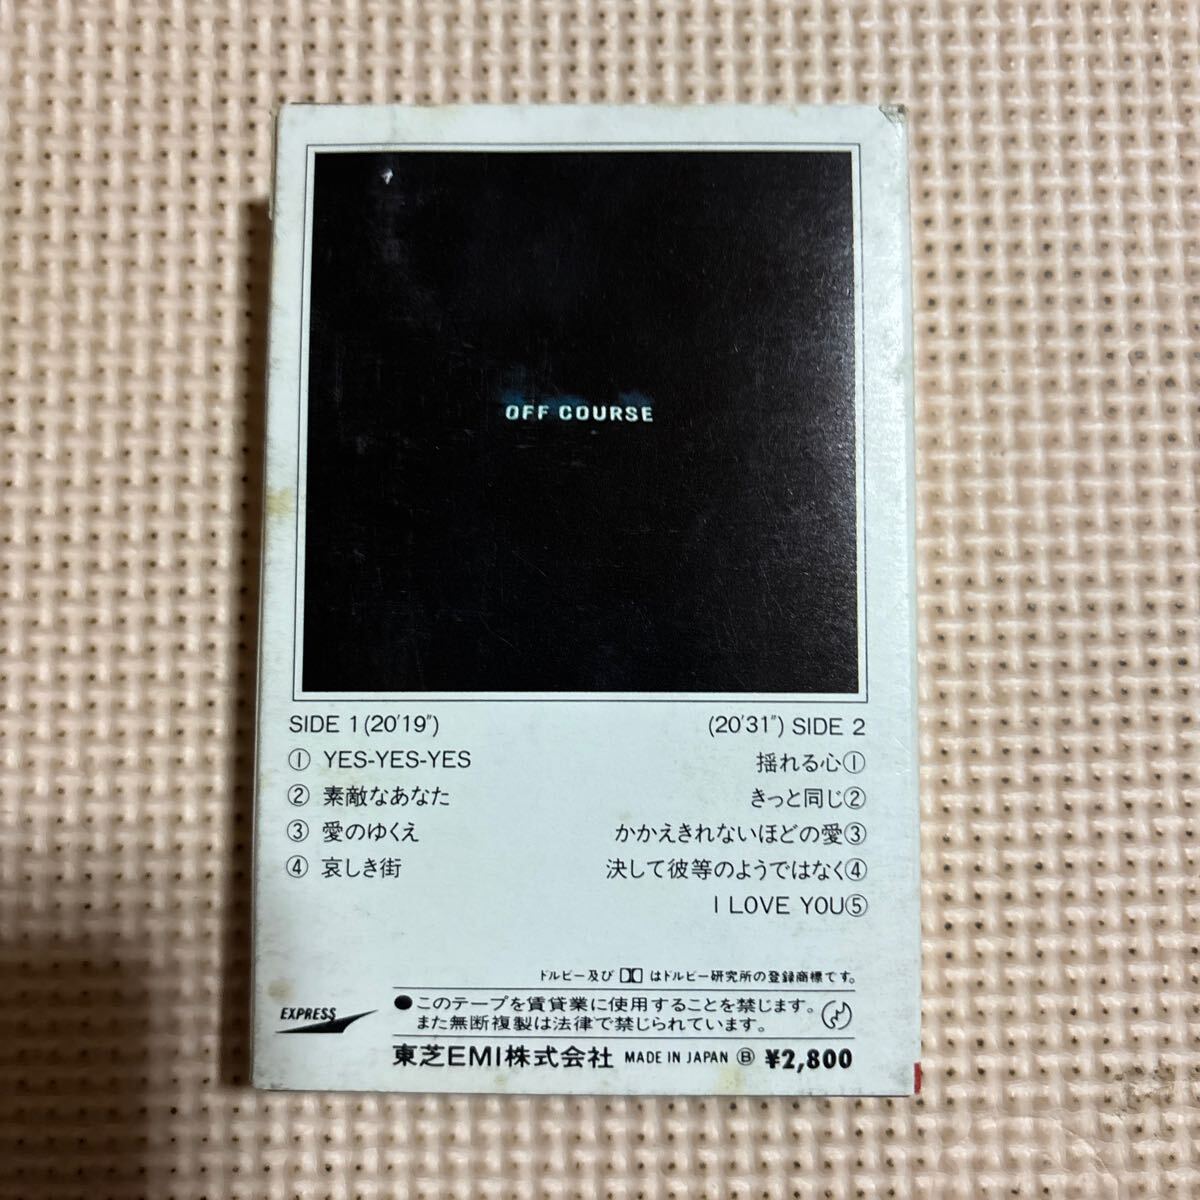 OFF COURSE
SIDE 1 (20'19")
① YES-YES-YES
② 素敵なあなた
③ 愛のゆくえ
④ 哀しき街
(20'31") SIDE 2
揺れる心①
きっと同じ②
かかえきれないほどの愛③
決して彼等のようではなく④
I LOVE YOU⑤
ドルビー及び はドルビー研究所の登録商標です。
●このテープを賃貸業に使用することを禁じます。
また無断複製は法律で禁じられています。
EXPRESS
東芝EMI株式会社 MADE IN JAPAN Ⓑ ¥2,800